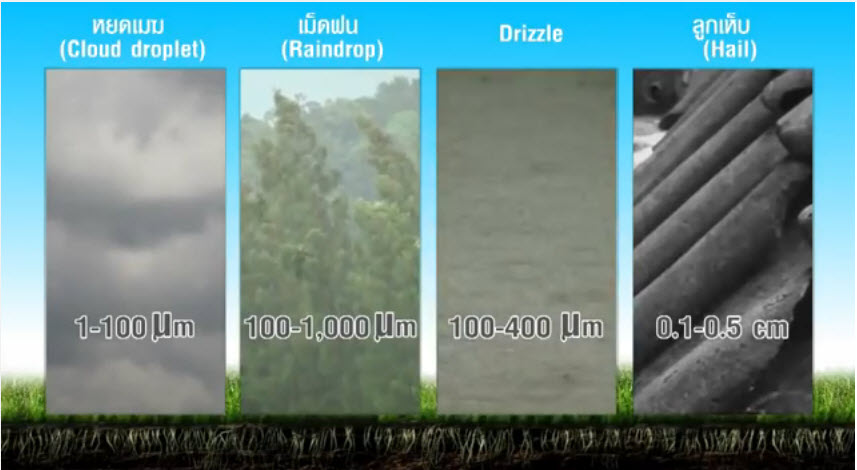 หยดเมฆ
(Cloud droplet)
เม็ดฝน
(Raindrop)
Drizzle
ลูกเห็บ
(Hail)
1-100 µm
100-1,000 µm
100-400 µm
0.1-0.5 cm